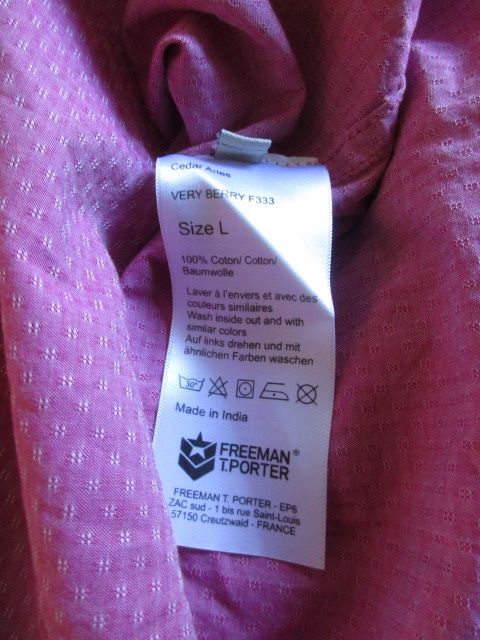 Cedar Aries
VERY BERRY F333
Size L
100% Coton/ Cotton/
Baumwolle
Laver à l'envers et avec des
couleurs similaires
Wash inside out and with
similar colors
Auf links drehen und mit
ähnlichen Farben waschen
30°
Made in India
FREEMAN®
T.PORTER
FREEMAN T. PORTER - EP6
ZAC sud - 1 bis rue Saint-Louis
57150 Creutzwald - FRANCE